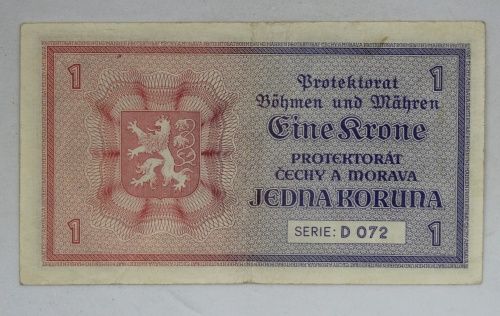 1
Protektorat
1
Böhmen und Mähren
Eine Krone
PROTEKTORÁT
ČECHY A MORAVA
JEDNA KORUNA
1
SERIE: D 072
1